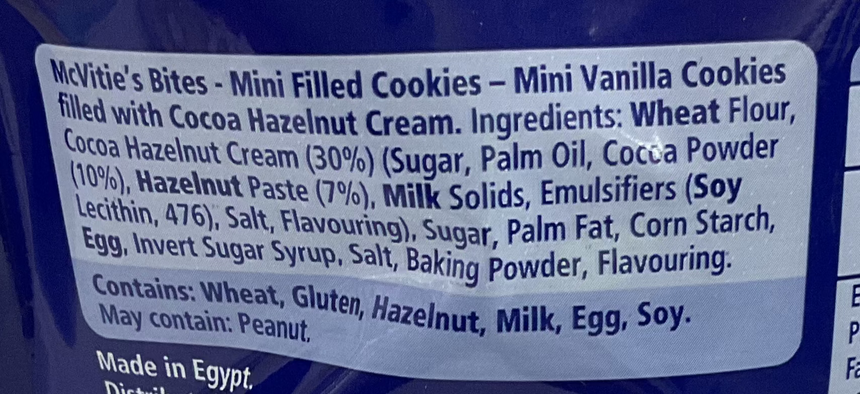 McVitie's Bites - Mini Filled Cookies – Mini Vanilla Cookies
filled with Cocoa Hazelnut Cream. Ingredients: Wheat Flour,
Cocoa Hazelnut Cream (30%) (Sugar, Palm Oil, Cocoa Powder
(10%), Hazelnut Paste (7%), Milk Solids, Emulsifiers (Soy
Lecithin, 476), Salt, Flavouring), Sugar, Palm Fat, Corn Starch,
Egg, Invert Sugar Syrup, Salt, Baking Powder, Flavouring.
Contains: Wheat, Gluten, Hazelnut, Milk, Egg, Soy.
May contain: Peanut.
Made in Egypt.